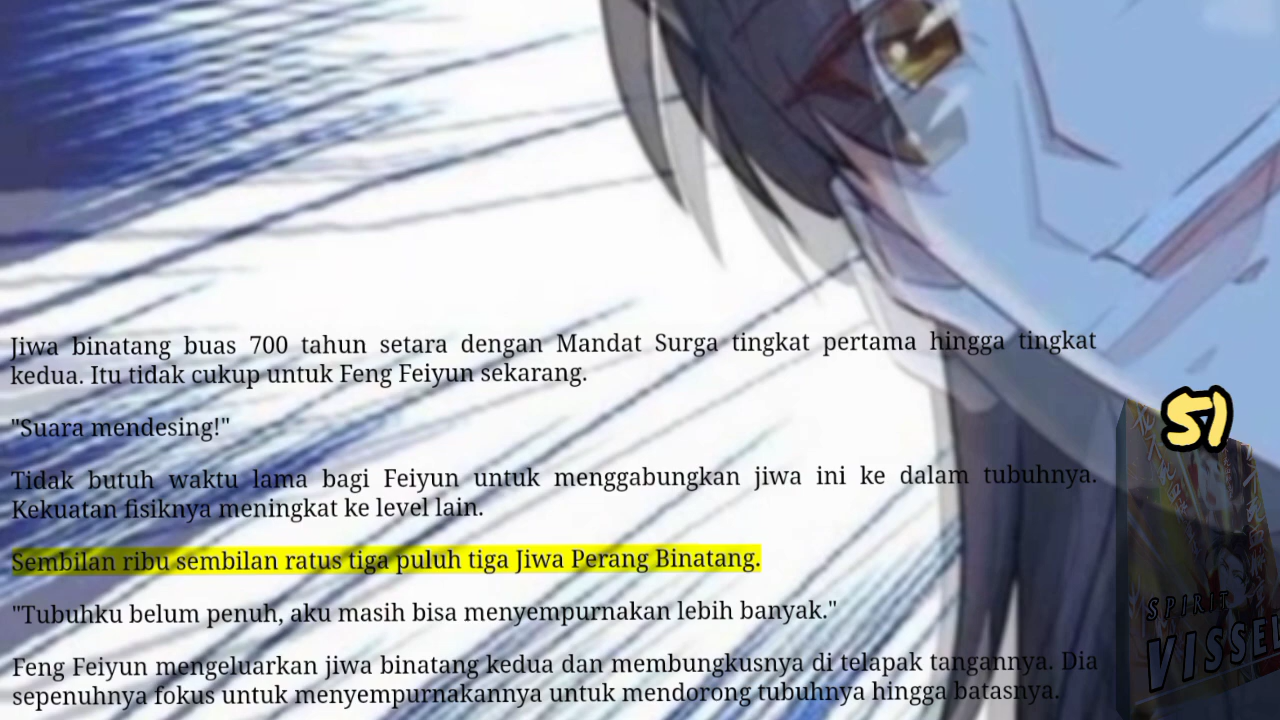 Jiwa binatang buas 700 tahun setara dengan Mandat Surga tingkat pertama hingga tingkat
kedua. Itu tidak cukup untuk Feng Feiyun sekarang.
"Suara mendesing!"
Tidak butuh waktu lama bagi Feiyun untuk menggabungkan jiwa ini ke dalam tubuhnya.
Kekuatan fisiknya meningkat ke level lain.
Sembilan ribu sembilan ratus tiga puluh tiga Jiwa Perang Binatang.
"Tubuhku belum penuh, aku masih bisa menyempurnakan lebih banyak."
Feng Feiyun mengeluarkan jiwa binatang kedua dan membungkusnya di telapak tangannya. Dia
sepenuhnya fokus untuk menyempurnakannya untuk mendorong tubuhnya hingga batasnya.
51
SPIRIT
VISSEL